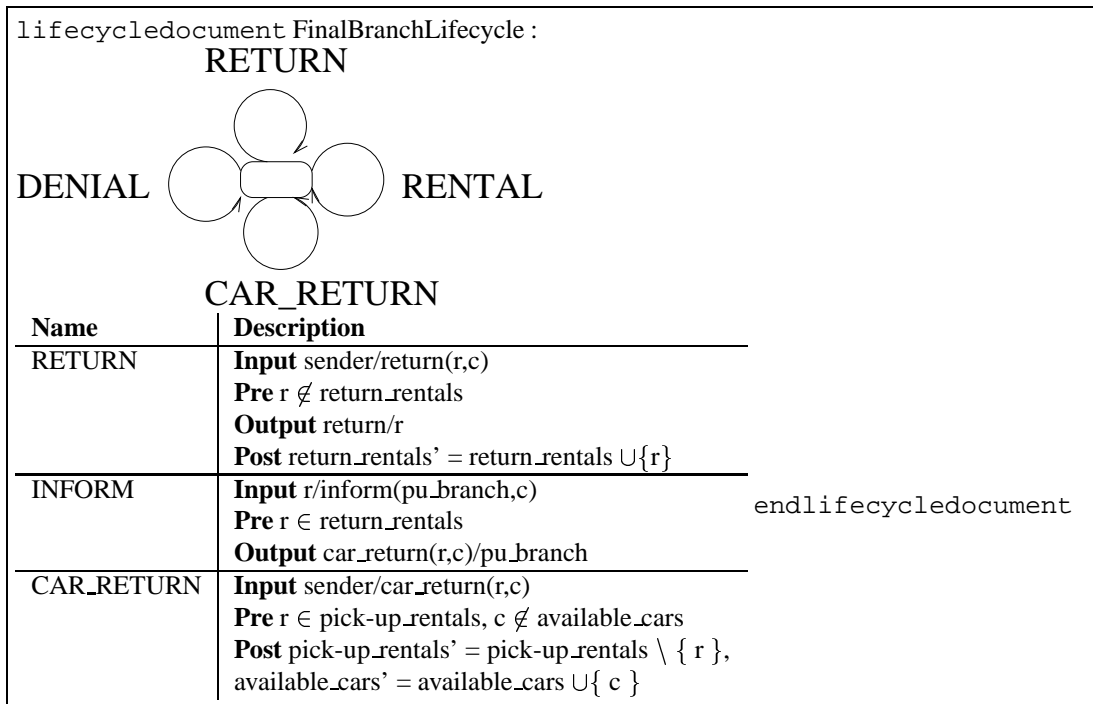 lifecycledocument FinalBranchLifecycle :
RETURN
DENIAL RENTAL
CAR_RETURN
Name Description
RETURN Input sender/return(r,c)
Pre r ∉ return_rentals
Output return/r
Post return_rentals’ = return_rentals ∪{r}
INFORM Input r/inform(pu_branch,c)
Pre r ∈ return_rentals
Output car_return(r,c)/pu_branch
endlifecycledocument
CAR_RETURN Input sender/car_return(r,c)
Pre r ∈ pick-up_rentals, c ∉ available_cars
Post pick-up_rentals’ = pick-up_rentals \ { r },
available_cars’ = available_cars ∪{ c }